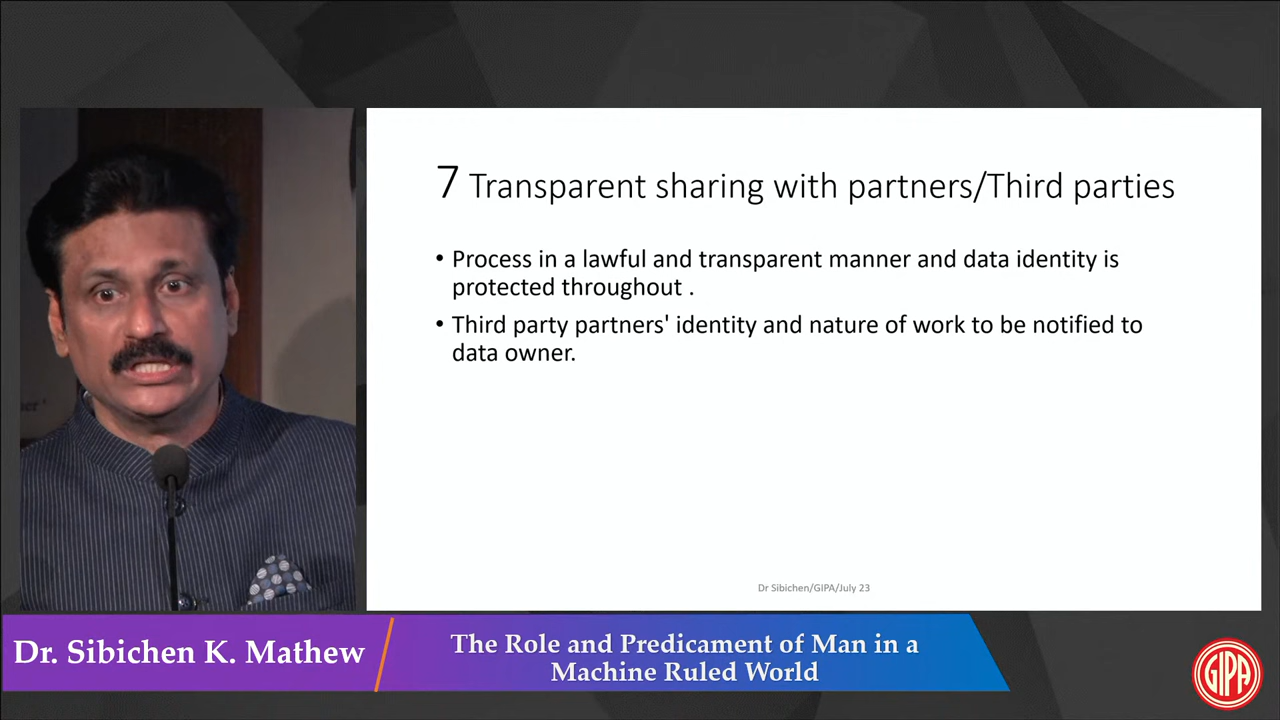 7 Transparent sharing with partners/Third parties
• Process in a lawful and transparent manner and data identity is
protected throughout .
• Third party partners' identity and nature of work to be notified to
data owner.
Dr Sibichen/GIPA/July 23
Dr. Sibichen K. Mathew
The Role and Predicament of Man in a
Machine Ruled World
GIPA